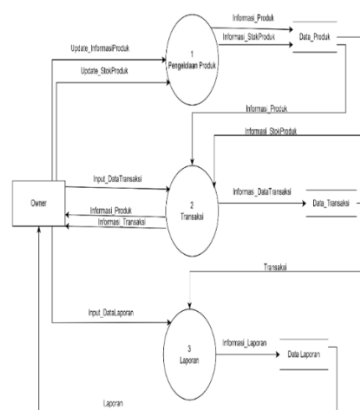 Informasi_Produk
Informasi_StokProduk
Data_Produk
Update_InformasiProduk
1
Pengelolaan Produk
Update_StokProduk
Informasi_Produk
Informasi_StokProduk
Input_DataTransaksi
Informasi_DataTransaksi
Owner
Informasi_Produk
2
Transaksi
Data_Transaksi
Informasi_Transaksi
Transaksi
Input_DataLaporan
3
Laporan
Informasi_Laporan
Data Laporan
Laporan